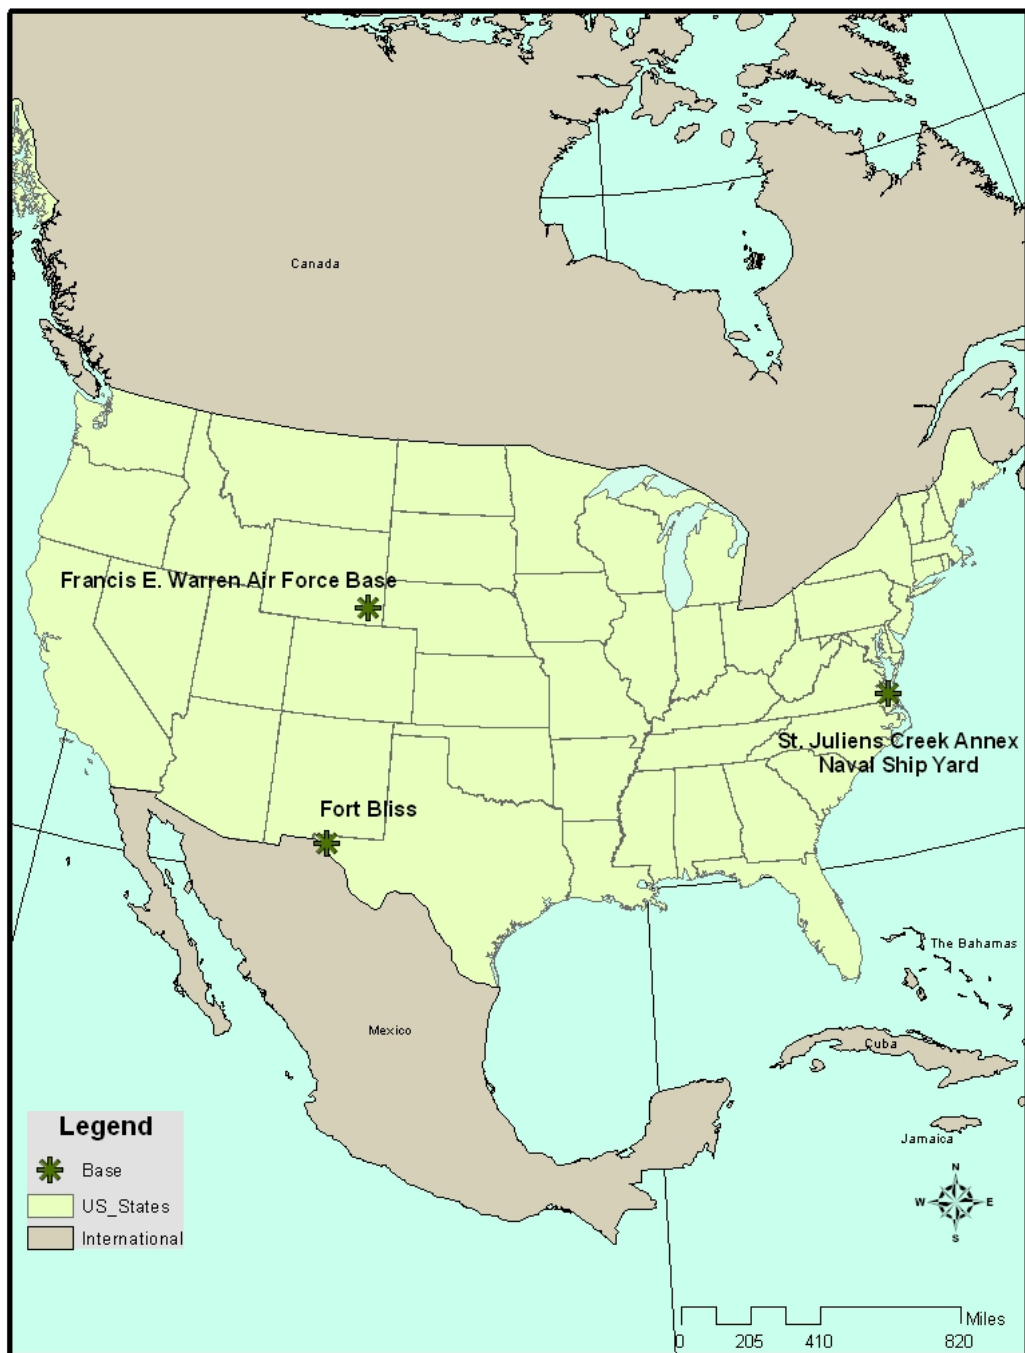 Canada
Francis E. Warren Air Force Base
St. Juliens Creek Annex
Naval Ship Yard
Fort Bliss
The Bahamas
Mexico
Cuba
Jamaica
Legend
Base
US_States
International
N
W E
S
Miles
0 205 410 820